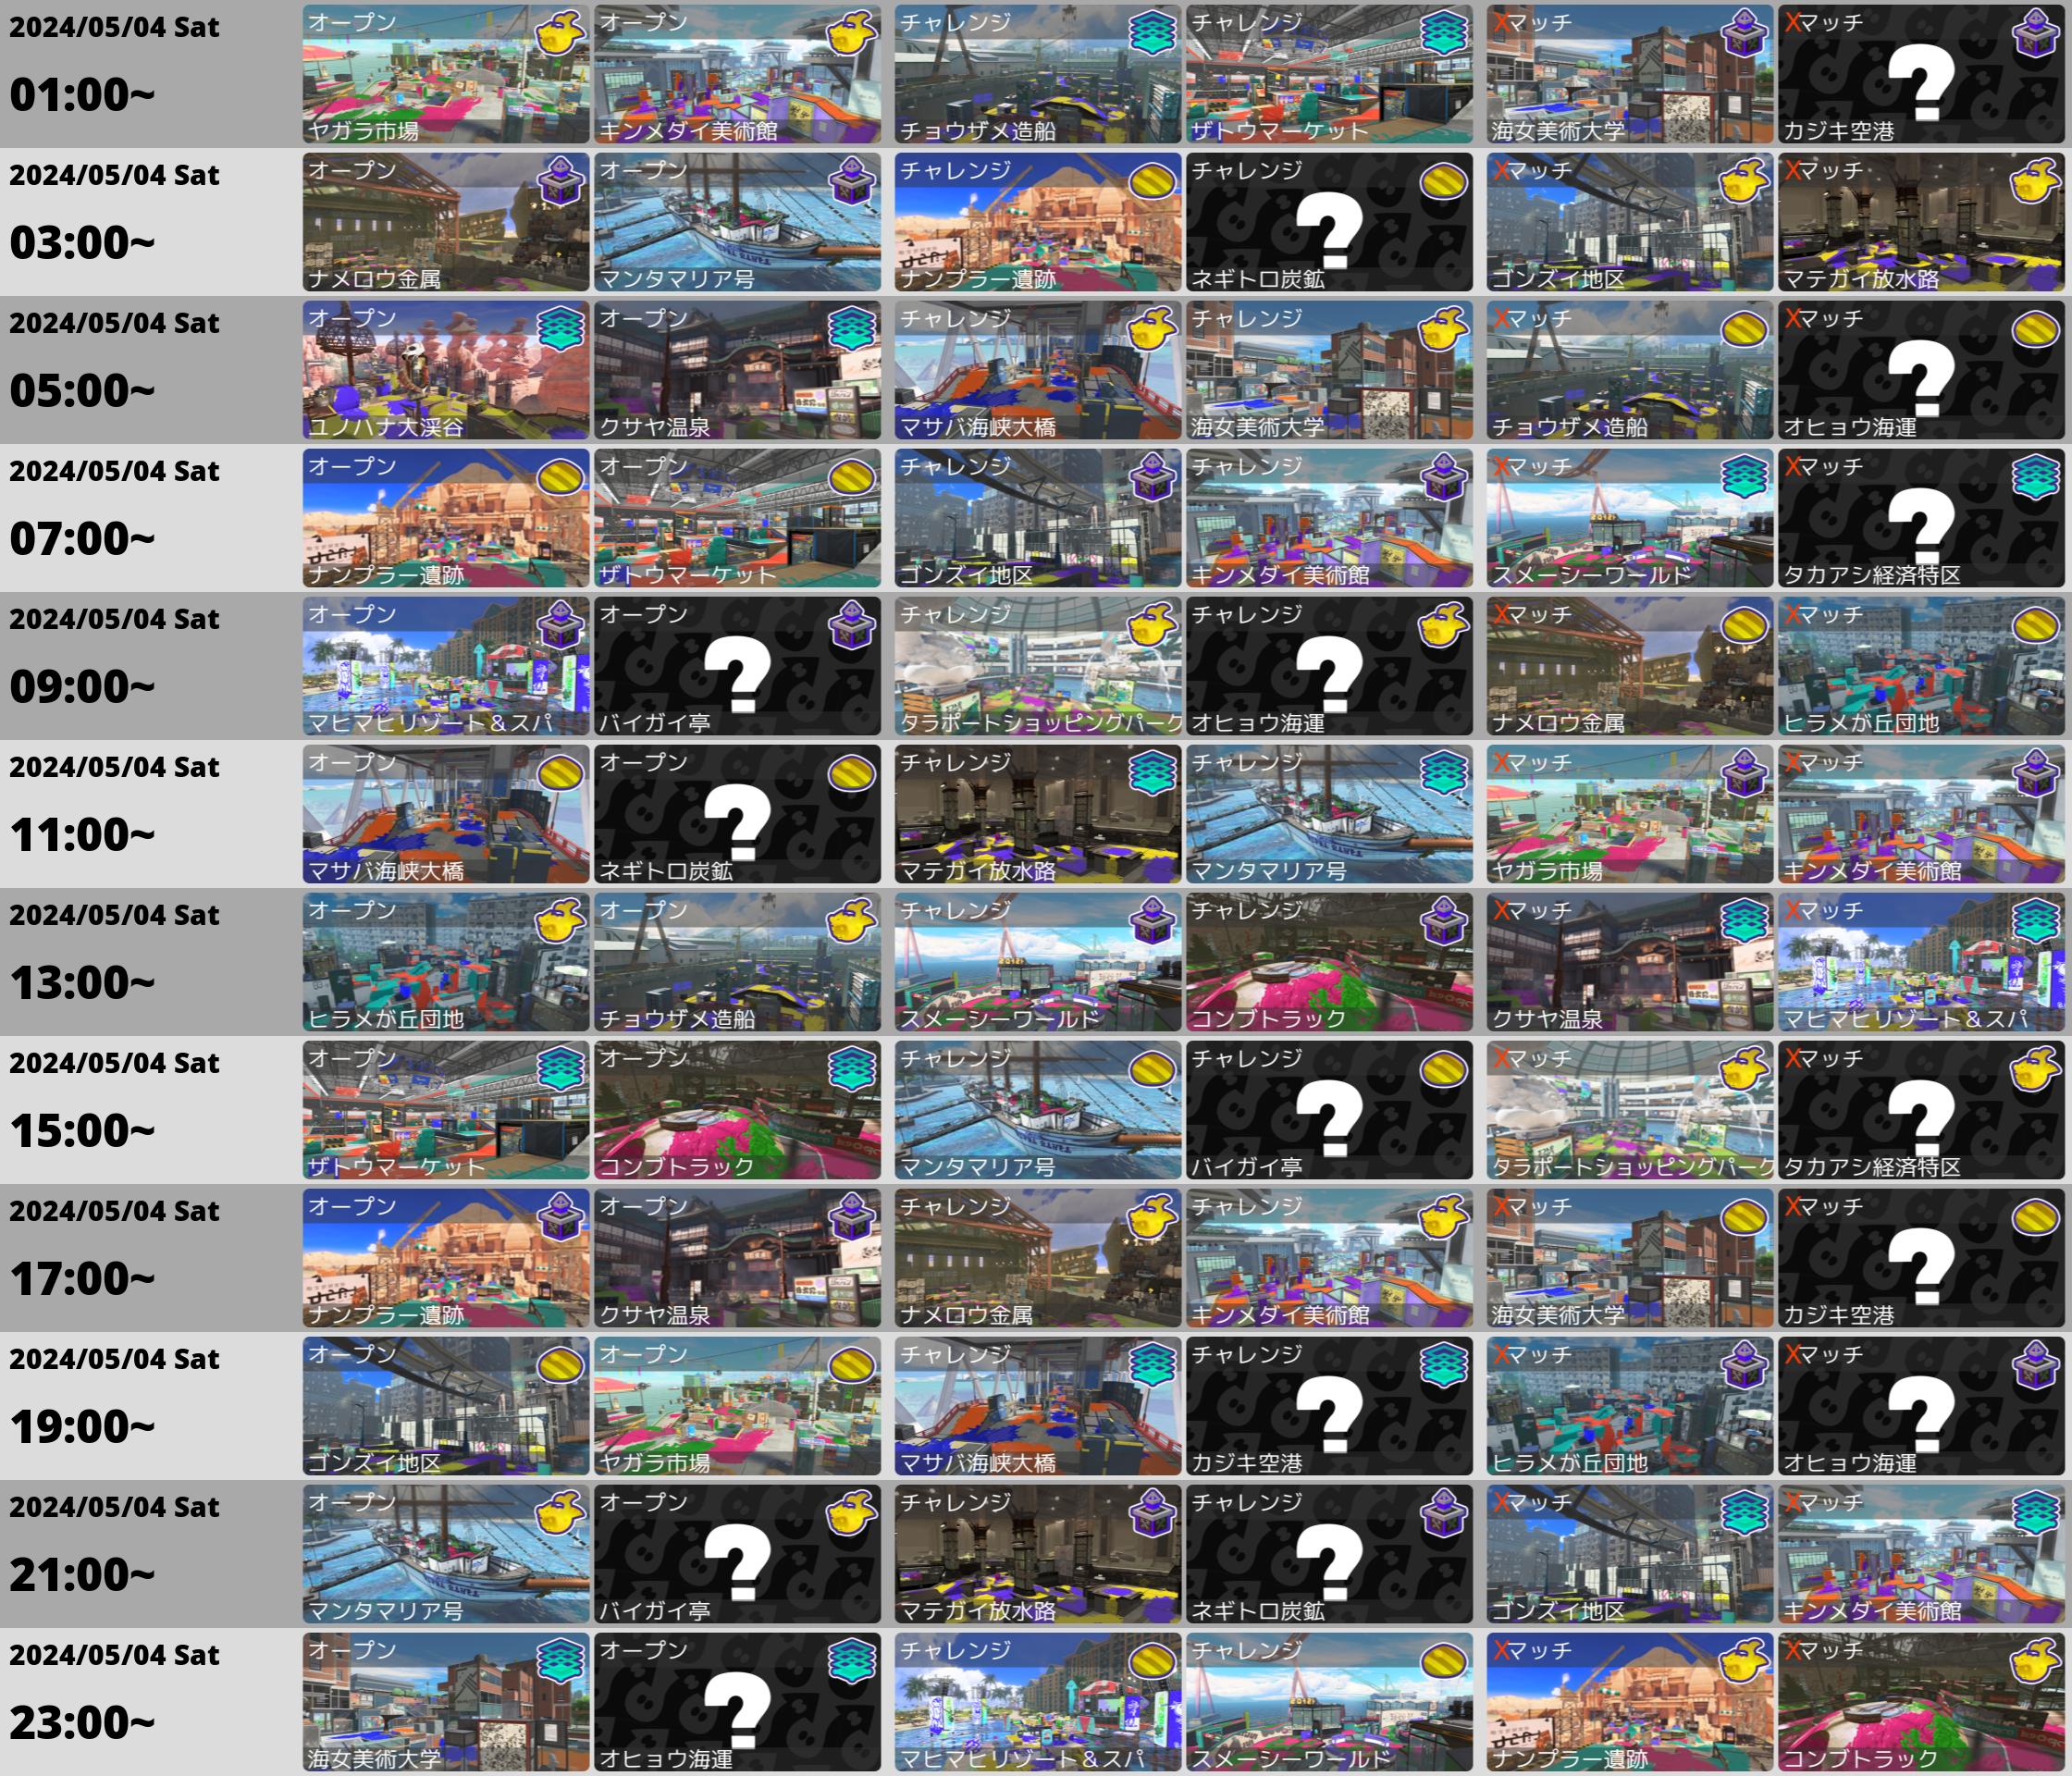 2024/05/04 Sat
01:00~
オープン
ヤガラ市場
オープン
キンメダイ美術館
チャレンジ
チョウザメ造船
チャレンジ
ザトウマーケット
Xマッチ
海女美術大学
Xマッチ
?
カジキ空港
2024/05/04 Sat
03:00~
オープン
ナメロウ金属
オープン
マンタマリア号
チャレンジ
ナンプラー遺跡
チャレンジ
?
ネギトロ炭鉱
Xマッチ
ゴンズイ地区
Xマッチ
マテガイ放水路
2024/05/04 Sat
05:00~
オープン
ユノハナ大渓谷
オープン
クサヤ温泉
チャレンジ
マサバ海峡大橋
チャレンジ
海女美術大学
Xマッチ
チョウザメ造船
Xマッチ
?
オヒョウ海運
2024/05/04 Sat
07:00~
オープン
ナンプラー遺跡
オープン
ザトウマーケット
チャレンジ
ゴンズイ地区
チャレンジ
キンメダイ美術館
Xマッチ
スメーシーワールド
Xマッチ
?
タカアシ経済特区
2024/05/04 Sat
09:00~
オープン
マヒマヒリゾート＆スパ
オープン
?
バイガイ亭
チャレンジ
タラポートショッピングパーク
チャレンジ
?
オヒョウ海運
Xマッチ
ナメロウ金属
Xマッチ
ヒラメが丘団地
2024/05/04 Sat
11:00~
オープン
マサバ海峡大橋
オープン
?
ネギトロ炭鉱
チャレンジ
マテガイ放水路
チャレンジ
マンタマリア号
Xマッチ
ヤガラ市場
Xマッチ
キンメダイ美術館
2024/05/04 Sat
13:00~
オープン
ヒラメが丘団地
オープン
チョウザメ造船
チャレンジ
スメーシーワールド
チャレンジ
コンブトラック
Xマッチ
クサヤ温泉
Xマッチ
マヒマヒリゾート＆スパ
2024/05/04 Sat
15:00~
オープン
ザトウマーケット
オープン
コンブトラック
チャレンジ
マンタマリア号
チャレンジ
?
バイガイ亭
Xマッチ
タラポートショッピングパーク
Xマッチ
?
タカアシ経済特区
2024/05/04 Sat
17:00~
オープン
ナンプラー遺跡
オープン
クサヤ温泉
チャレンジ
ナメロウ金属
チャレンジ
キンメダイ美術館
Xマッチ
海女美術大学
Xマッチ
?
カジキ空港
2024/05/04 Sat
19:00~
オープン
ゴンズイ地区
オープン
ヤガラ市場
チャレンジ
マサバ海峡大橋
チャレンジ
?
カジキ空港
Xマッチ
ヒラメが丘団地
Xマッチ
?
オヒョウ海運
2024/05/04 Sat
21:00~
オープン
マンタマリア号
オープン
?
バイガイ亭
チャレンジ
マテガイ放水路
チャレンジ
?
ネギトロ炭鉱
Xマッチ
ゴンズイ地区
Xマッチ
キンメダイ美術館
2024/05/04 Sat
23:00~
オープン
海女美術大学
オープン
?
オヒョウ海運
チャレンジ
マヒマヒリゾート＆スパ
チャレンジ
スメーシーワールド
Xマッチ
ナンプラー遺跡
Xマッチ
コンブトラック